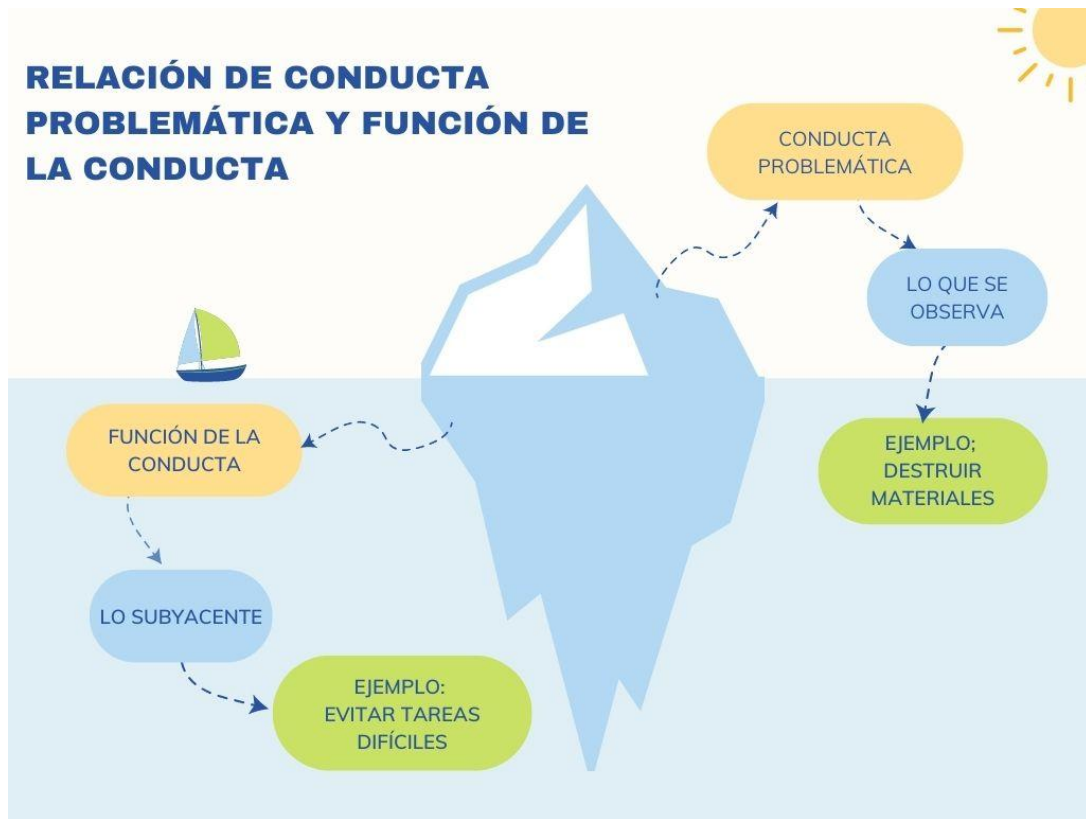 RELACIÓN DE CONDUCTA
PROBLEMÁTICA Y FUNCIÓN DE
LA CONDUCTA
CONDUCTA
PROBLEMÁTICA
LO QUE SE
OBSERVA
EJEMPLO;
DESTRUIR
MATERIALES
FUNCIÓN DE LA
CONDUCTA
LO SUBYACENTE
EJEMPLO:
EVITAR TAREAS
DIFÍCILES